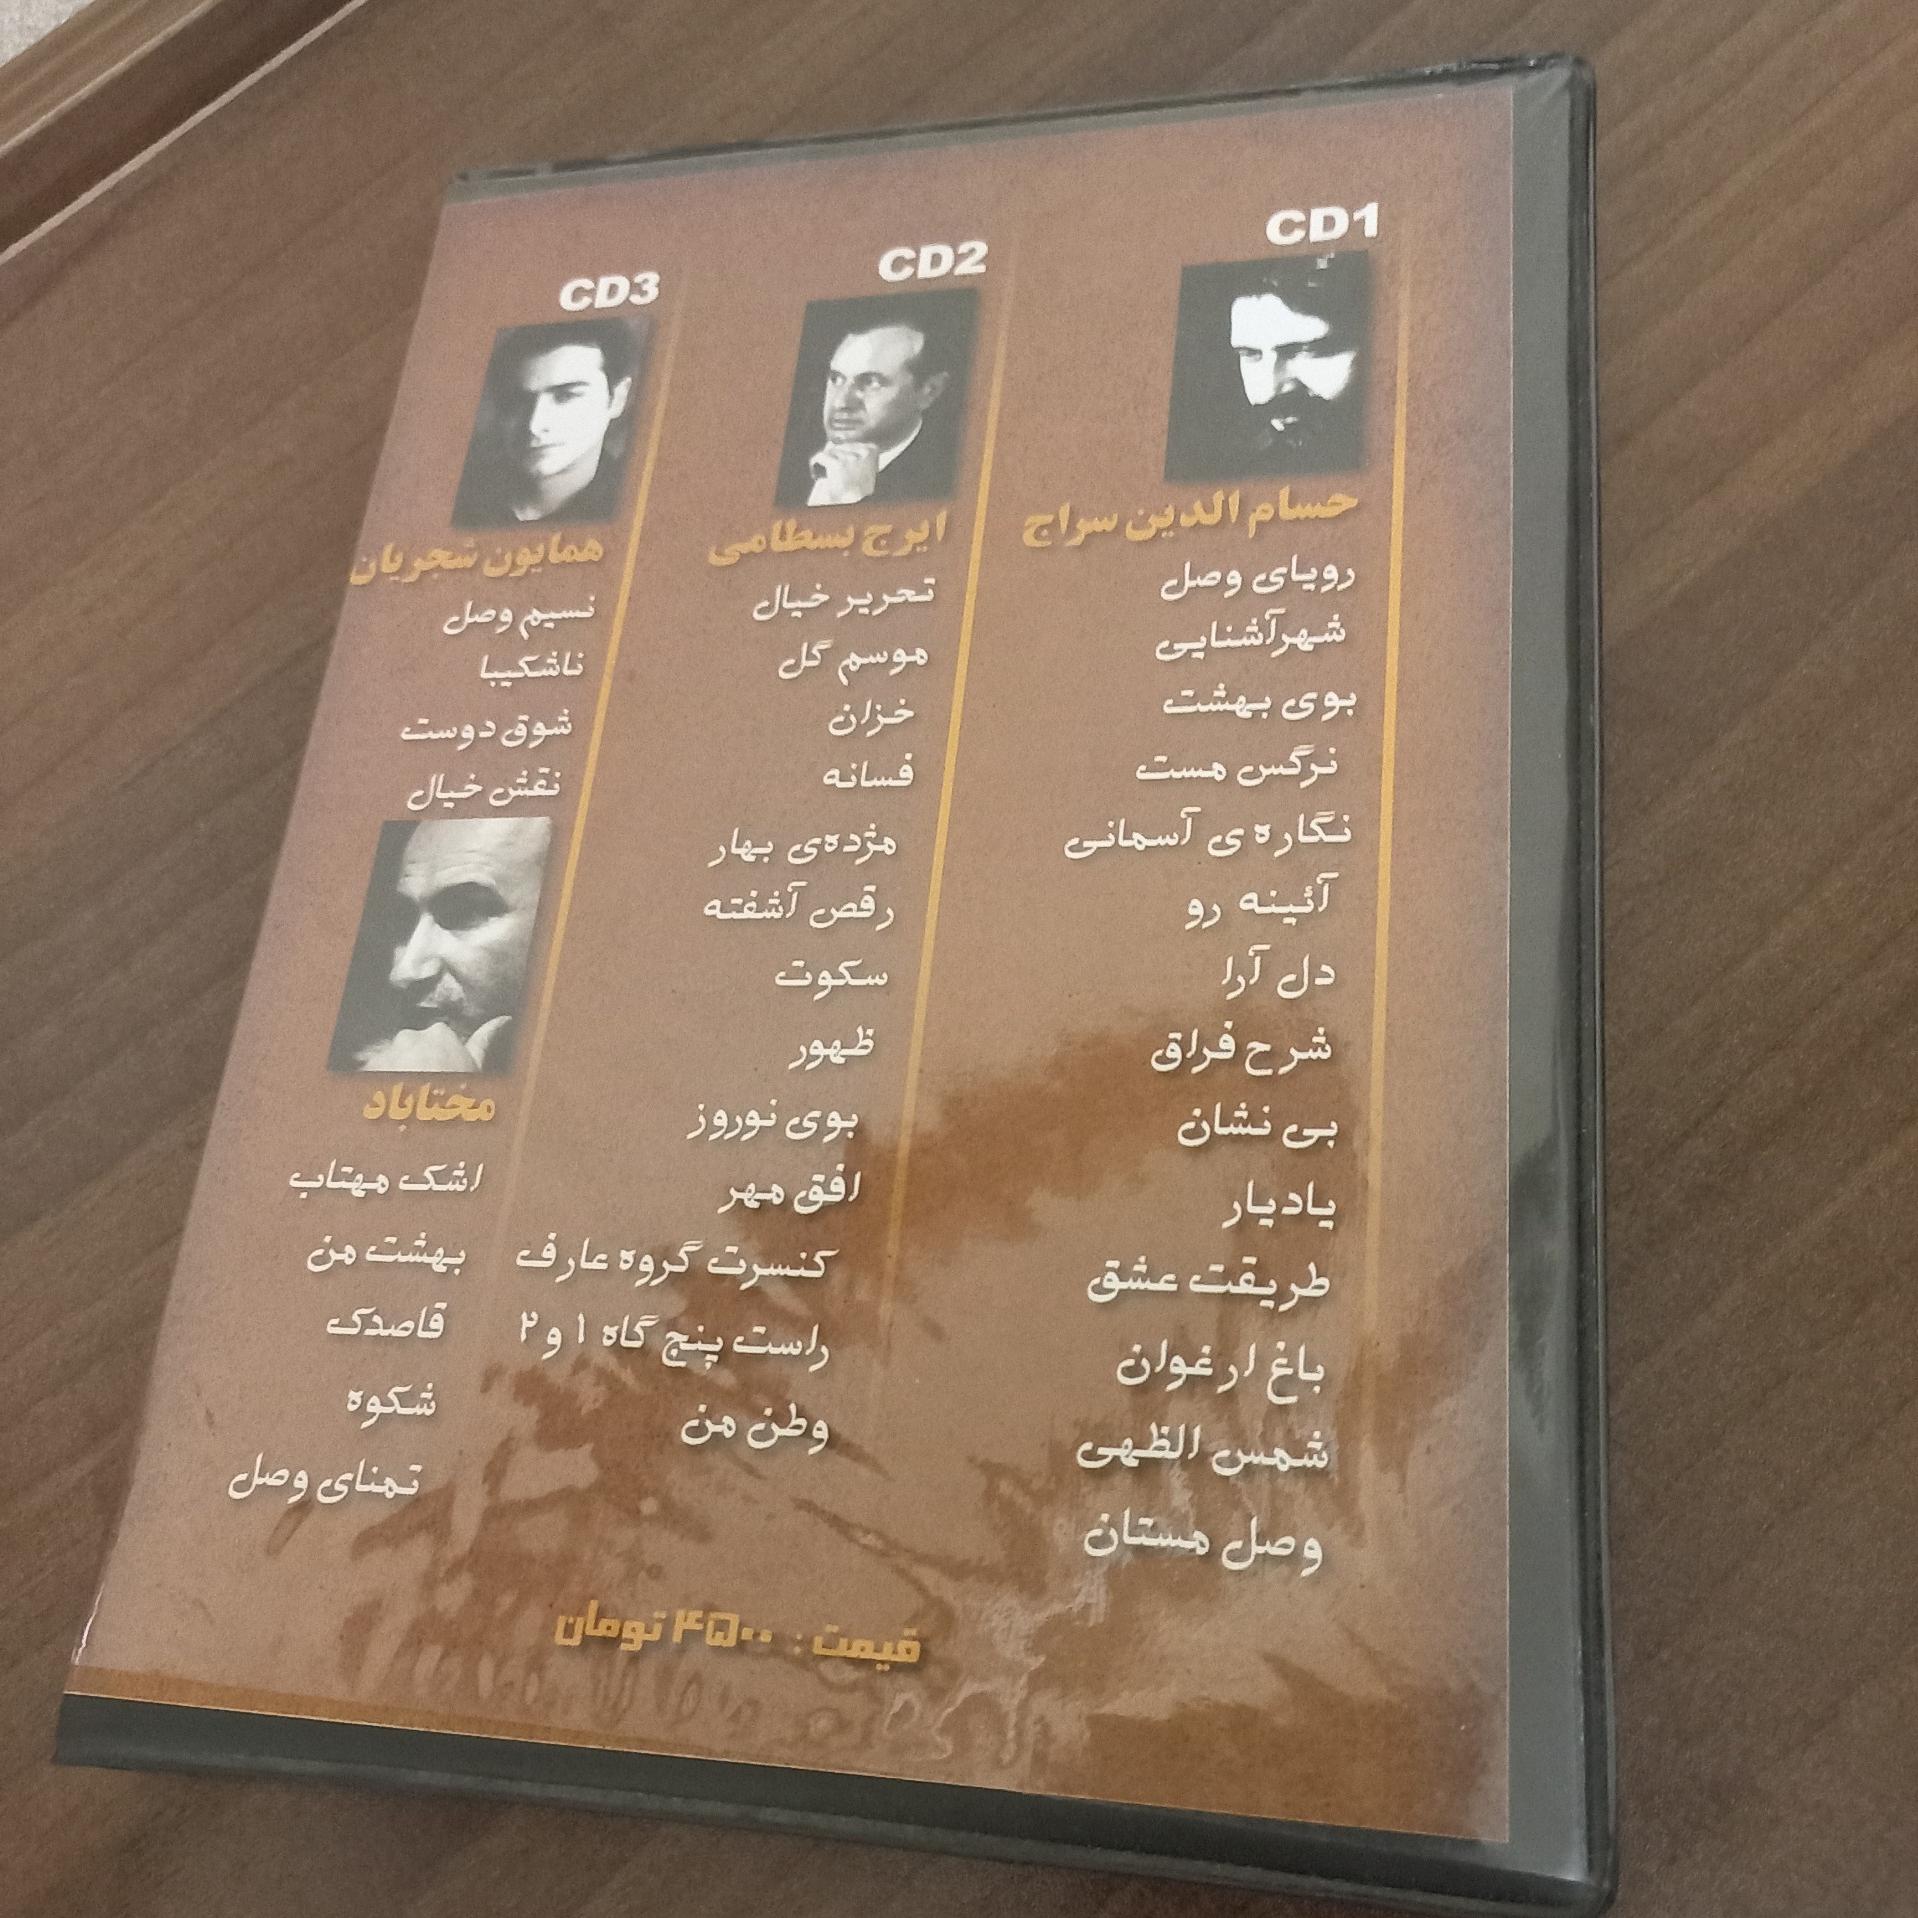 CD1
حسام الدین سراج
رویای وصل
شهرآشنایی
بوی بهشت
نرگس مست
نگاره ی آسمانی
آئینه رو
دل آرا
شرح فراق
بی نشان
یادیار
طریقت عشق
باغ ارغوان
شمس الظهی
وصل مستان
CD2
ایرج بسطامی
تحریر خیال
موسم گل
خزان
فسانه
مژده‌ی بهار
رقص آشفته
سکوت
ظهور
بوی نوروز
افق مهر
کنسرت گروه عارف
راست پنج گاه ۱ و ۲
وطن من
CD3
همایون شجریان
نسیم وصل
ناشکیبا
شوق دوست
نقش خیال
مختاباد
اشک مهتاب
بهشت من
قاصدک
شکوه
تمنای وصل
قیمت : ۴۵۰۰ تومان